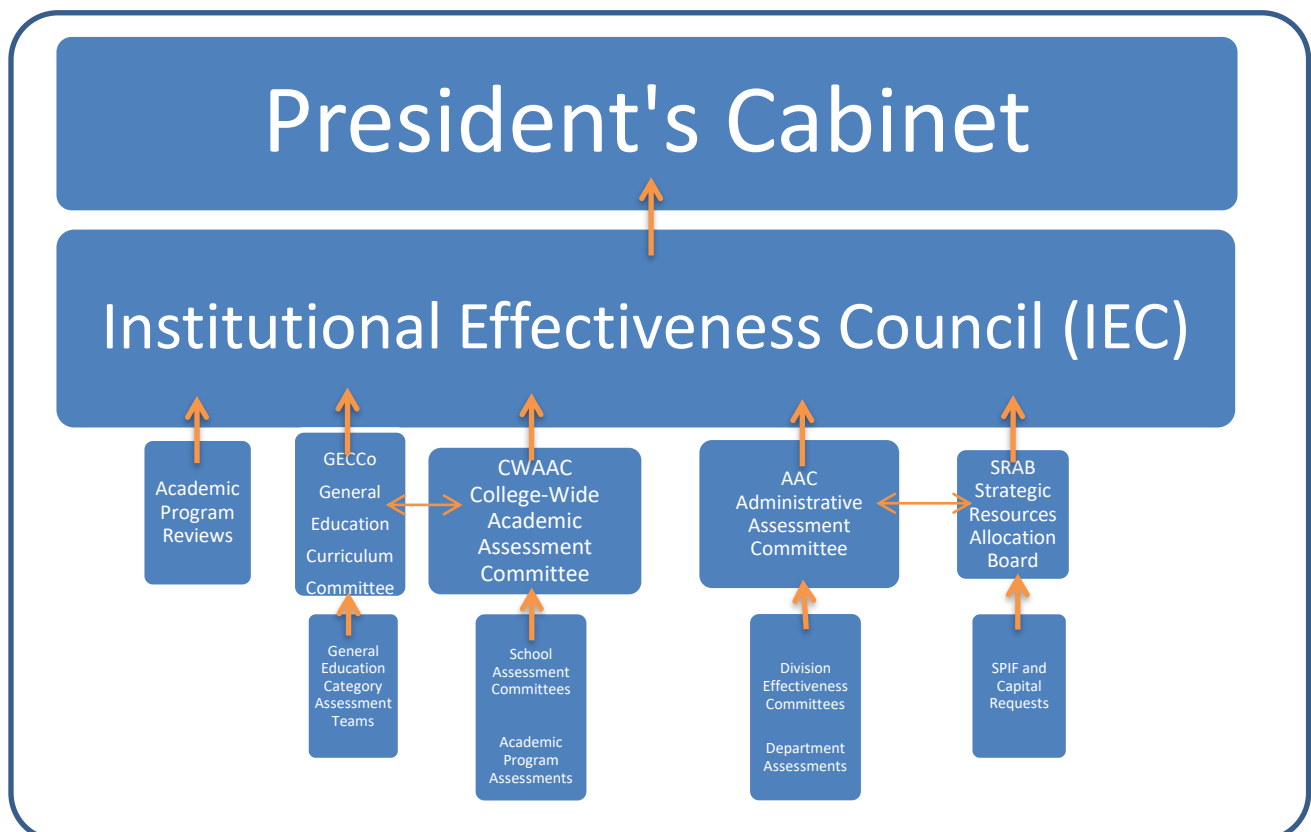 President's Cabinet
Institutional Effectiveness Council (IEC)
Academic
Program
Reviews
GECCo
General
Education
Curriculum
Committee
CWAAC
College-Wide
Academic
Assessment
Committee
AAC
Administrative
Assessment
Committee
SRAB
Strategic
Resources
Allocation
Board
General
Education
Category
Assessment
Teams
School
Assessment
Committees
Academic
Program
Assessments
Division
Effectiveness
Committees
Department
Assessments
SPIF and
Capital
Requests